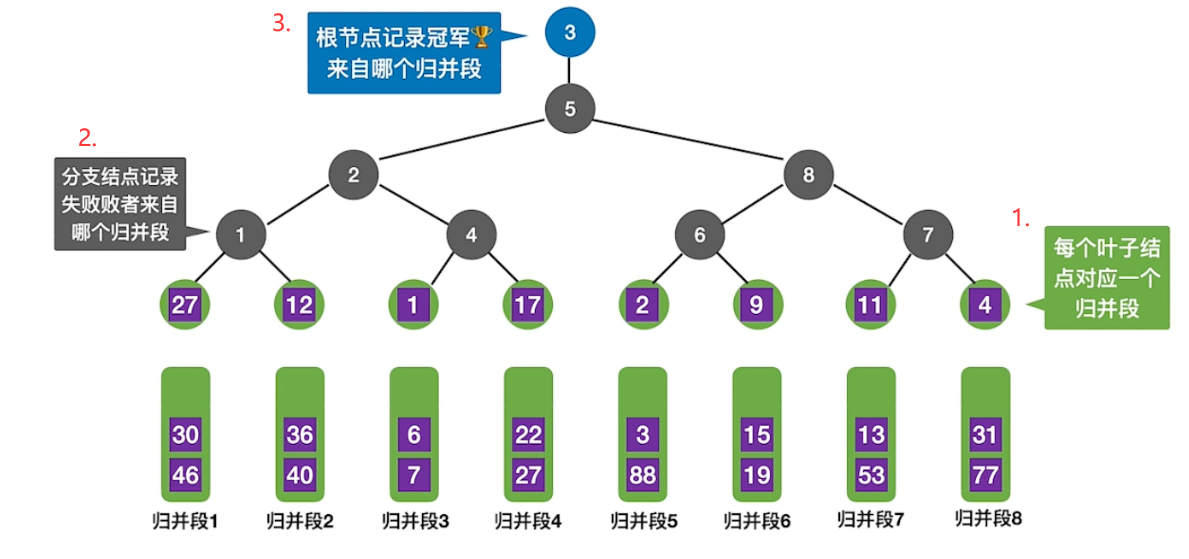 3.
根节点记录冠军🏆
来自哪个归并段
3
5
2.
2
8
分支结点记录
失败败者来自
哪个归并段
1
4
6
7
1.
每个叶子结
点对应一个
归并段
27 12 1 17 2 9 11 4
30 36 6 22 3 15 13 31
46 40 7 27 88 19 53 77
归并段1 归并段2 归并段3 归并段4 归并段5 归并段6 归并段7 归并段8